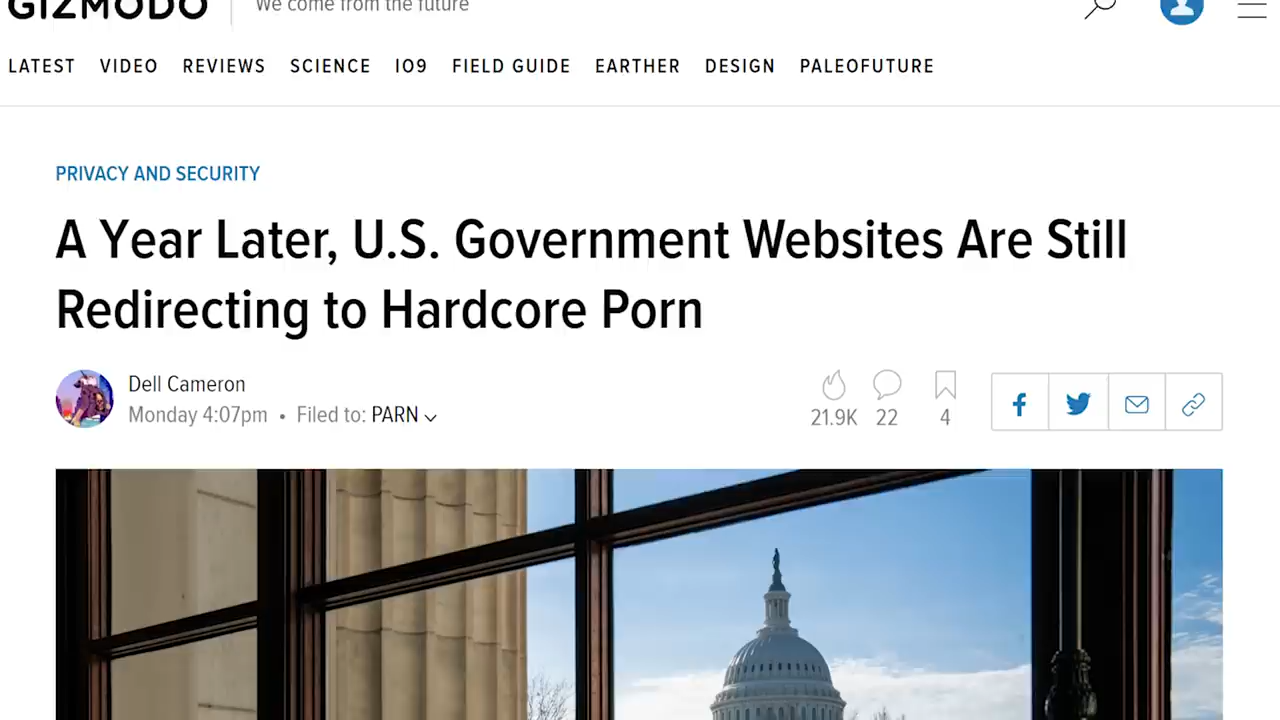 GIZMODO We come from the future
LATEST VIDEO REVIEWS SCIENCE IO9 FIELD GUIDE EARTHER DESIGN PALEOFUTURE
PRIVACY AND SECURITY
A Year Later, U.S. Government Websites Are Still
Redirecting to Hardcore Porn
Dell Cameron
Monday 4:07pm • Filed to: PARN
21.9K 22 4